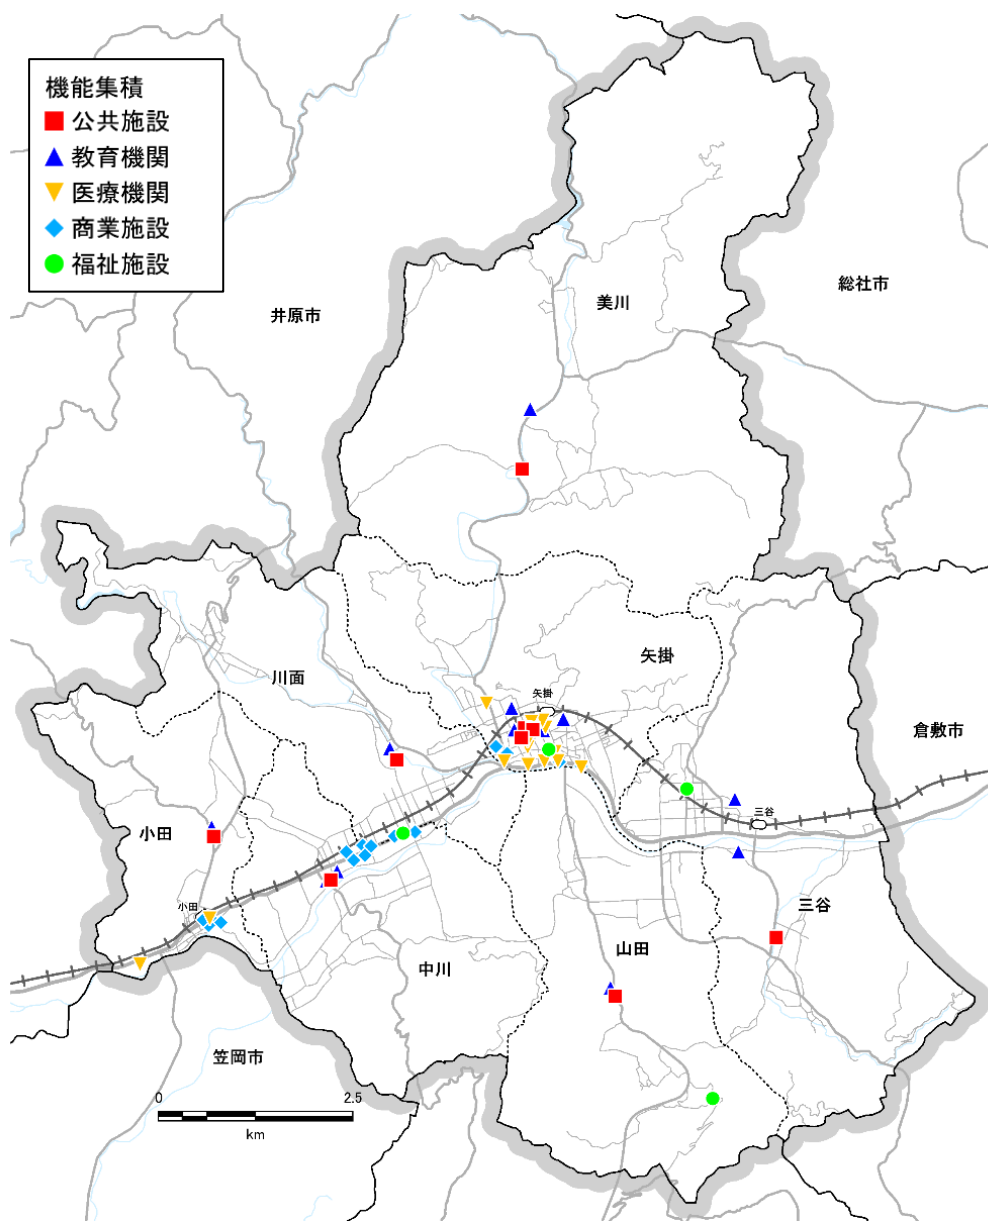 機能集積
公共施設
教育機関
医療機関
商業施設
福祉施設
井原市
美川
総社市
矢掛
川面
矢掛
倉敷市
三谷
小田
小田
三谷
山田
中川
笠岡市
0 2.5
km